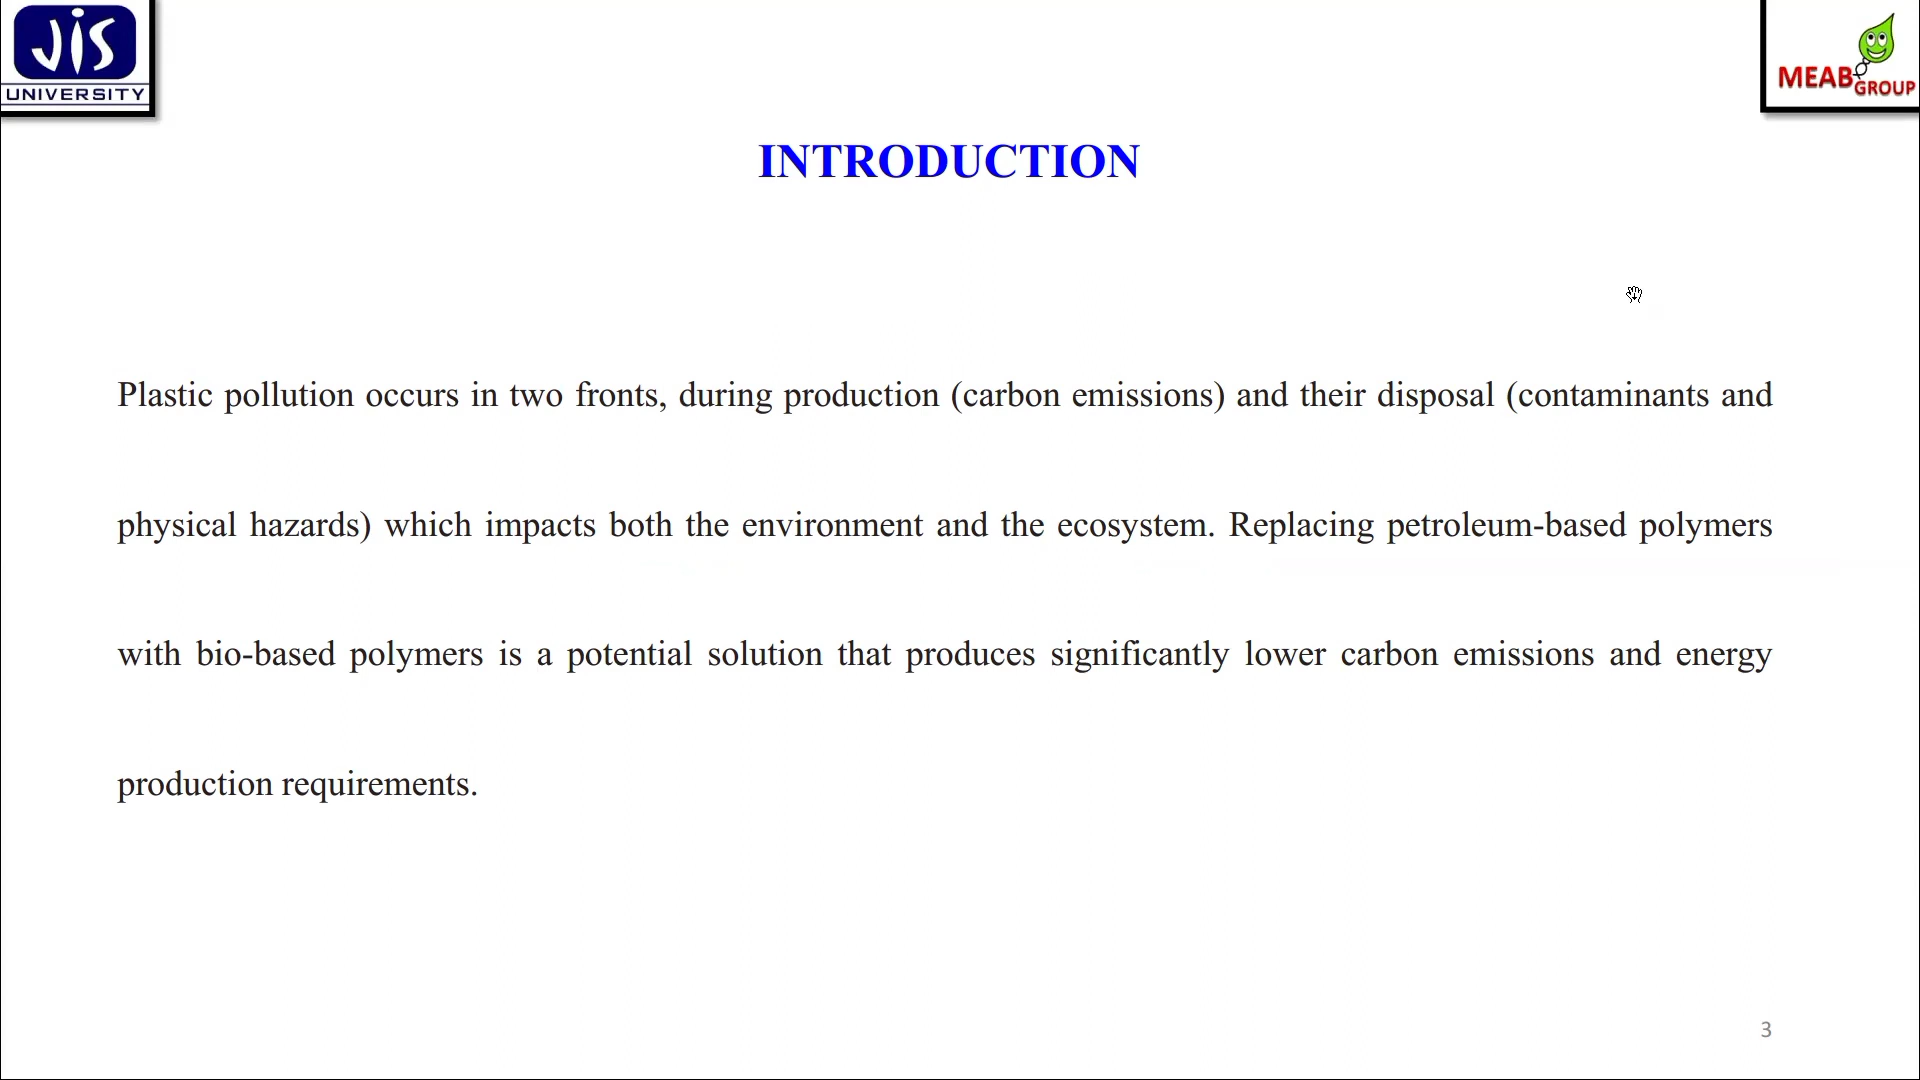 JIS
UNIVERSITY
MEAB GROUP
INTRODUCTION
Plastic pollution occurs in two fronts, during production (carbon emissions) and their disposal (contaminants and
physical hazards) which impacts both the environment and the ecosystem. Replacing petroleum-based polymers
with bio-based polymers is a potential solution that produces significantly lower carbon emissions and energy
production requirements.
3